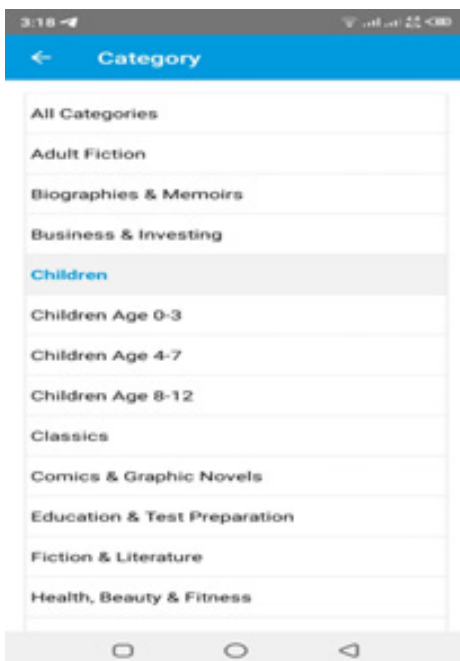 3:18
Category
All Categories
Adult Fiction
Biographies & Memoirs
Business & Investing
Children
Children Age 0-3
Children Age 4-7
Children Age 8-12
Classics
Comics & Graphic Novels
Education & Test Preparation
Fiction & Literature
Health, Beauty & Fitness